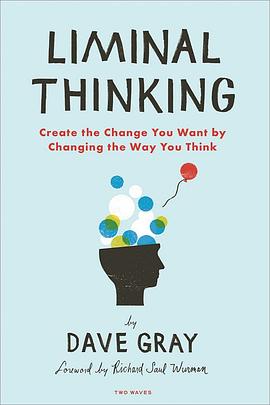 LIMINAL
THINKING
Create the Change You Want by
Changing the Way You Think
by
DAVE GRAY
Foreword by Richard Saul Wurman
TWO WAVES